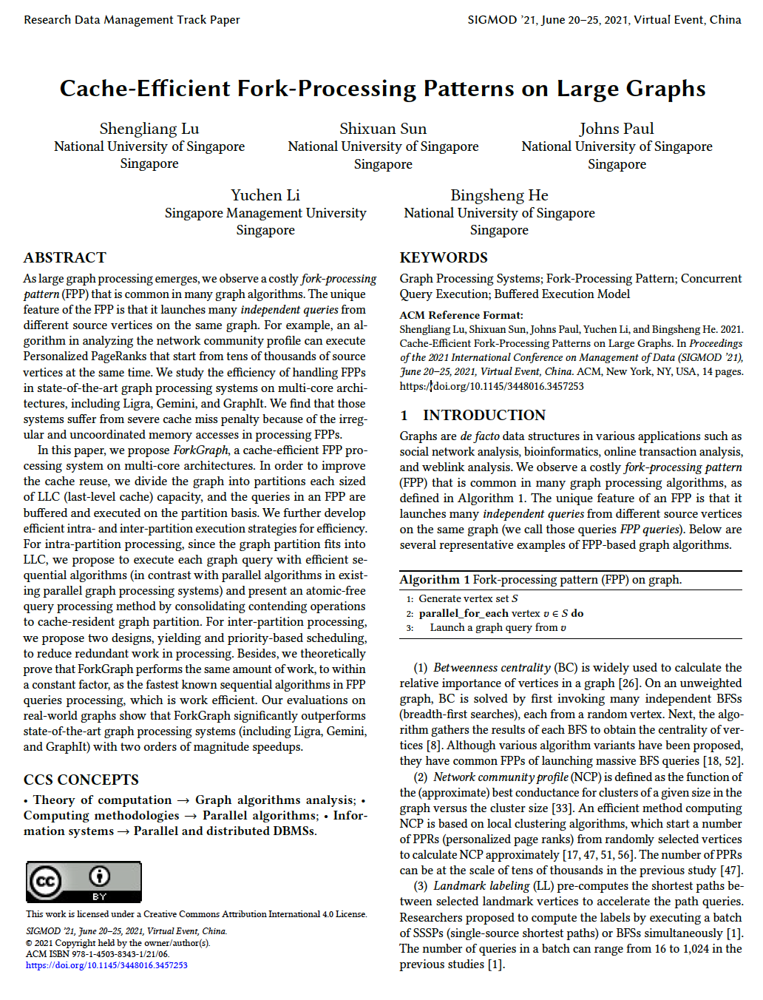 Research Data Management Track Paper
SIGMOD ’21, June 20–25, 2021, Virtual Event, China
Cache-Efficient Fork-Processing Patterns on Large Graphs
Shengliang Lu
National University of Singapore
Singapore
Shixuan Sun
National University of Singapore
Singapore
Johns Paul
National University of Singapore
Singapore
Yuchen Li
Singapore Management University
Singapore
Bingsheng He
National University of Singapore
Singapore
ABSTRACT
As large graph processing emerges, we observe a costly fork-processing
pattern (FPP) that is common in many graph algorithms. The unique
feature of the FPP is that it launches many independent queries from
different source vertices on the same graph. For example, an al-
gorithm in analyzing the network community profile can execute
Personalized PageRanks that start from tens of thousands of source
vertices at the same time. We study the efficiency of handling FPPs
in state-of-the-art graph processing systems on multi-core archi-
tectures, including Ligra, Gemini, and GraphIt. We find that those
systems suffer from severe cache miss penalty because of the irreg-
ular and uncoordinated memory accesses in processing FPPs.
In this paper, we propose ForkGraph, a cache-efficient FPP pro-
cessing system on multi-core architectures. In order to improve
the cache reuse, we divide the graph into partitions each sized
of LLC (last-level cache) capacity, and the queries in an FPP are
buffered and executed on the partition basis. We further develop
efficient intra- and inter-partition execution strategies for efficiency.
For intra-partition processing, since the graph partition fits into
LLC, we propose to execute each graph query with efficient se-
quential algorithms (in contrast with parallel algorithms in exist-
ing parallel graph processing systems) and present an atomic-free
query processing method by consolidating contending operations
to cache-resident graph partition. For inter-partition processing,
we propose two designs, yielding and priority-based scheduling,
to reduce redundant work in processing. Besides, we theoretically
prove that ForkGraph performs the same amount of work, to within
a constant factor, as the fastest known sequential algorithms in FPP
queries processing, which is work efficient. Our evaluations on
real-world graphs show that ForkGraph significantly outperforms
state-of-the-art graph processing systems (including Ligra, Gemini,
and GraphIt) with two orders of magnitude speedups.
CCS CONCEPTS
• Theory of computation → Graph algorithms analysis; •
Computing methodologies → Parallel algorithms; • Infor-
mation systems → Parallel and distributed DBMSs.
cc
BY
This work is licensed under a Creative Commons Attribution International 4.0 License.
SIGMOD ’21, June 20–25, 2021, Virtual Event, China.
© 2021 Copyright held by the owner/author(s).
ACM ISBN 978-1-4503-8343-1/21/06.
https://doi.org/10.1145/3448016.3457253
KEYWORDS
Graph Processing Systems; Fork-Processing Pattern; Concurrent
Query Execution; Buffered Execution Model
ACM Reference Format:
Shengliang Lu, Shixuan Sun, Johns Paul, Yuchen Li, and Bingsheng He. 2021.
Cache-Efficient Fork-Processing Patterns on Large Graphs. In Proceedings
of the 2021 International Conference on Management of Data (SIGMOD ’21),
June 20–25, 2021, Virtual Event, China. ACM, New York, NY, USA, 14 pages.
https://doi.org/10.1145/3448016.3457253
1 INTRODUCTION
Graphs are de facto data structures in various applications such as
social network analysis, bioinformatics, online transaction analysis,
and weblink analysis. We observe a costly fork-processing pattern
(FPP) that is common in many graph processing algorithms, as
defined in Algorithm 1. The unique feature of an FPP is that it
launches many independent queries from different source vertices
on the same graph (we call those queries FPP queries). Below are
several representative examples of FPP-based graph algorithms.
Algorithm 1 Fork-processing pattern (FPP) on graph.
1: Generate vertex set S
2: parallel_for_each vertex v ∈ S do
3: Launch a graph query from v
(1) Betweenness centrality (BC) is widely used to calculate the
relative importance of vertices in a graph [26]. On an unweighted
graph, BC is solved by first invoking many independent BFSs
(breadth-first searches), each from a random vertex. Next, the algo-
rithm gathers the results of each BFS to obtain the centrality of ver-
tices [8]. Although various algorithm variants have been proposed,
they have common FPPs of launching massive BFS queries [18, 52].
(2) Network community profile (NCP) is defined as the function of
the (approximate) best conductance for clusters of a given size in the
graph versus the cluster size [33]. An efficient method computing
NCP is based on local clustering algorithms, which start a number
of PPRs (personalized page ranks) from randomly selected vertices
to calculate NCP approximately [17, 47, 51, 56]. The number of PPRs
can be at the scale of tens of thousands in the previous study [47].
(3) Landmark labeling (LL) pre-computes the shortest paths be-
tween selected landmark vertices to accelerate the path queries.
Researchers proposed to compute the labels by executing a batch
of SSSPs (single-source shortest paths) or BFSs simultaneously [1].
The number of queries in a batch can range from 16 to 1,024 in the
previous studies [1].